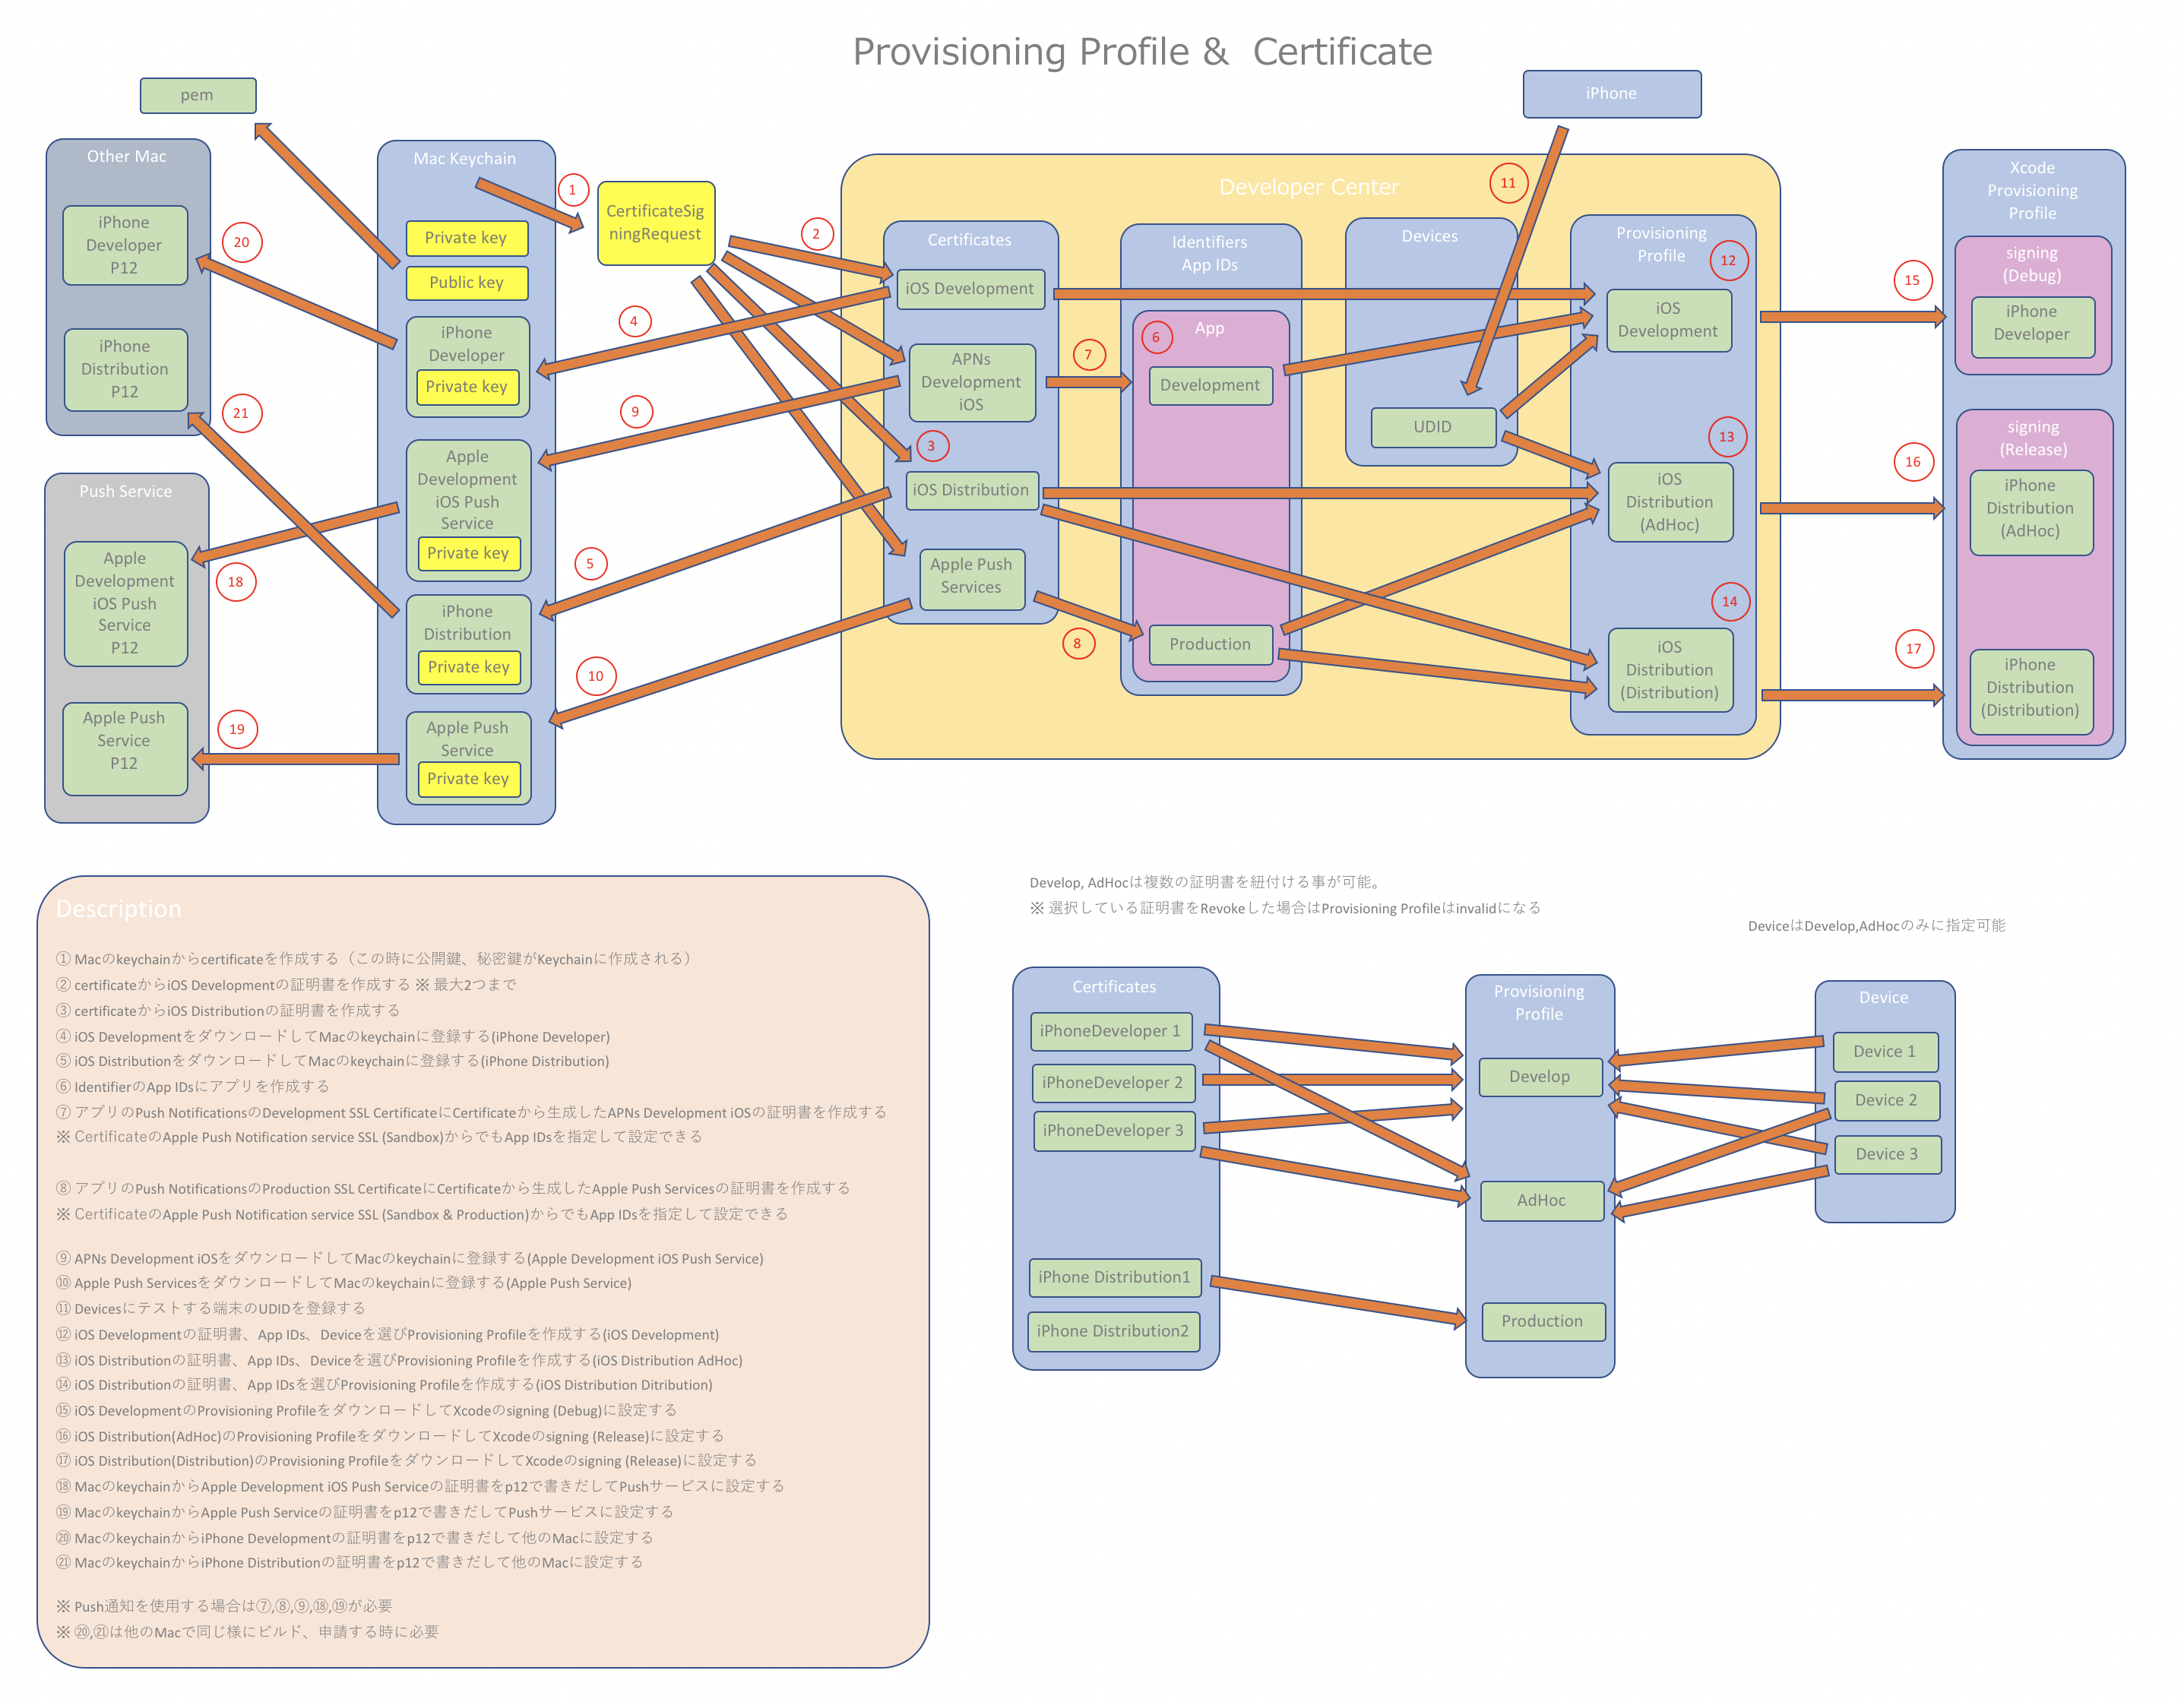 Provisioning Profile &  Certificate
pem
iPhone
Other Mac
iPhone
Developer
P12
iPhone
Distribution
P12
20
21
Push Service
Apple
Development
iOS Push
Service
P12
Apple Push
Service
P12
18
19
Mac Keychain
Private key
Public key
iPhone
Developer
Private key
Apple
Development
iOS Push
Service
Private key
iPhone
Distribution
Private key
Apple Push
Service
Private key
1
CertificateSig
ningRequest
2
4
9
5
10
Developer Center
Certificates
iOS Development
APNs
Development
iOS
3
iOS Distribution
Apple Push
Services
7
8
Identifiers
App IDs
App
6
Development
Production
Devices
UDID
11
Provisioning
Profile
12
iOS
Development
13
iOS
Distribution
(AdHoc)
14
iOS
Distribution
(Distribution)
15
16
17
Xcode
Provisioning
Profile
signing
(Debug)
iPhone
Developer
signing
(Release)
iPhone
Distribution
(AdHoc)
iPhone
Distribution
(Distribution)
Description
① Macのkeychainからcertificateを作成する（この時に公開鍵、秘密鍵がKeychainに作成される）
② certificateからiOS Developmentの証明書を作成する ※ 最大2つまで
③ certificateからiOS Distributionの証明書を作成する
④ iOS DevelopmentをダウンロードしてMacのkeychainに登録する(iPhone Developer)
⑤ iOS DistributionをダウンロードしてMacのkeychainに登録する(iPhone Distribution)
⑥ IdentifierのApp IDsにアプリを作成する
⑦ アプリのPush NotificationsのDevelopment SSL CertificateにCertificateから生成したAPNs Development iOSの証明書を作成する
※ CertificateのApple Push Notification service SSL (Sandbox)からでもApp IDsを指定して設定できる
⑧ アプリのPush NotificationsのProduction SSL CertificateにCertificateから生成したApple Push Servicesの証明書を作成する
※ CertificateのApple Push Notification service SSL (Sandbox & Production)からでもApp IDsを指定して設定できる
⑨ APNs Development iOSをダウンロードしてMacのkeychainに登録する(Apple Development iOS Push Service)
⑩ Apple Push ServicesをダウンロードしてMacのkeychainに登録する(Apple Push Service)
⑪ Devicesにテストする端末のUDIDを登録する
⑫ iOS Developmentの証明書、App IDs、Deviceを選びProvisioning Profileを作成する(iOS Development)
⑬ iOS Distributionの証明書、App IDs、Deviceを選びProvisioning Profileを作成する(iOS Distribution AdHoc)
⑭ iOS Distributionの証明書、App IDsを選びProvisioning Profileを作成する(iOS Distribution Ditribution)
⑮ iOS DevelopmentのProvisioning ProfileをダウンロードしてXcodeのsigning (Debug)に設定する
⑯ iOS Distribution(AdHoc)のProvisioning ProfileをダウンロードしてXcodeのsigning (Release)に設定する
⑰ iOS Distribution(Distribution)のProvisioning ProfileをダウンロードしてXcodeのsigning (Release)に設定する
⑱ MacのkeychainからApple Development iOS Push Serviceの証明書をp12で書きだしてPushサービスに設定する
⑲ MacのkeychainからApple Push Serviceの証明書をp12で書きだしてPushサービスに設定する
⑳ MacのkeychainからiPhone Developmentの証明書をp12で書きだして他のMacに設定する
㉑ MacのkeychainからiPhone Distributionの証明書をp12で書きだして他のMacに設定する
※ Push通知を使用する場合は⑦,⑧,⑨,⑱,⑲が必要
※ ⑳,㉑は他のMacで同じ様にビルド、申請する時に必要
Develop, AdHocは複数の証明書を紐付ける事が可能。
※ 選択している証明書をRevokeした場合はProvisioning Profileはinvalidになる
DeviceはDevelop,AdHocのみに指定可能
Certificates
iPhoneDeveloper 1
iPhoneDeveloper 2
iPhoneDeveloper 3
iPhone Distribution1
iPhone Distribution2
Provisioning
Profile
Develop
AdHoc
Production
Device
Device 1
Device 2
Device 3